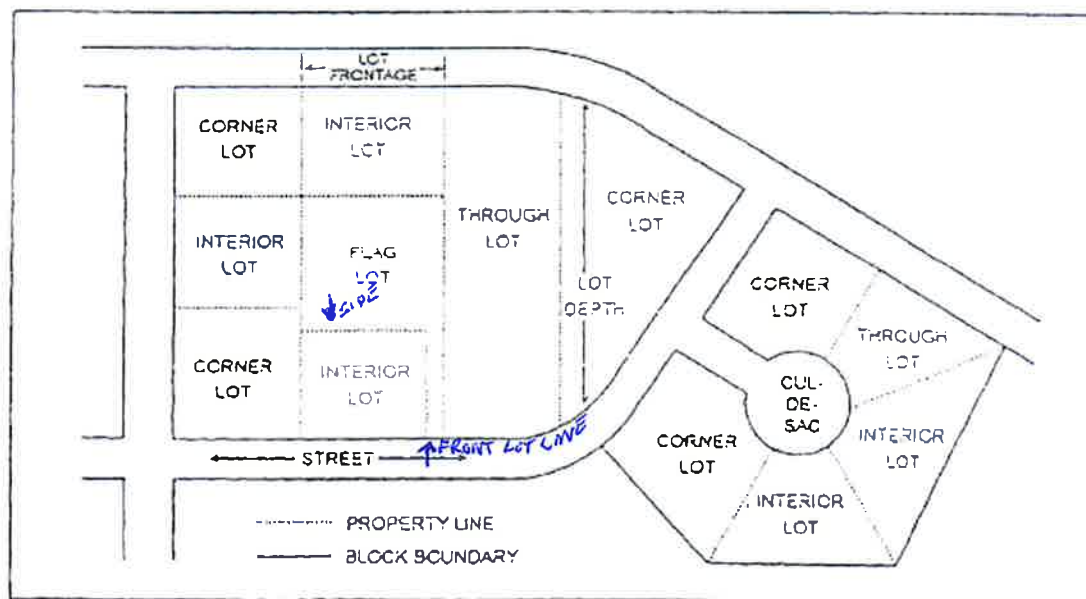 LOT
FRONTAGE
CORNER
LOT
INTERIOR
LOT
THROUGH
LOT
CORNER
LOT
INTERIOR
LOT
FLAG
LOT
SIDE
LOT
DEPTH
CORNER
LOT
INTERIOR
LOT
FRONT LOT LINE
STREET
CORNER
LOT
THROUGH
LOT
CUL-
DE-
SAC
CORNER
LOT
INTERIOR
LOT
INTERIOR
LOT
PROPERTY LINE
BLOCK BOUNDARY